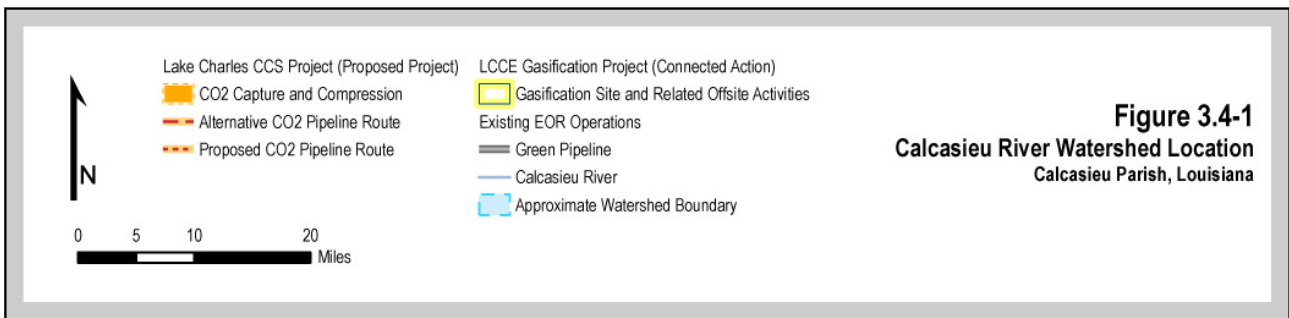 Lake Charles CCS Project (Proposed Project)
CO2 Capture and Compression
Alternative CO2 Pipeline Route
Proposed CO2 Pipeline Route
LCCE Gasification Project (Connected Action)
Gasification Site and Related Offsite Activities
Existing EOR Operations
Green Pipeline
Calcasieu River
Approximate Watershed Boundary
Figure 3.4-1
Calcasieu River Watershed Location
Calcasieu Parish, Louisiana
N
0 5 10 20
Miles